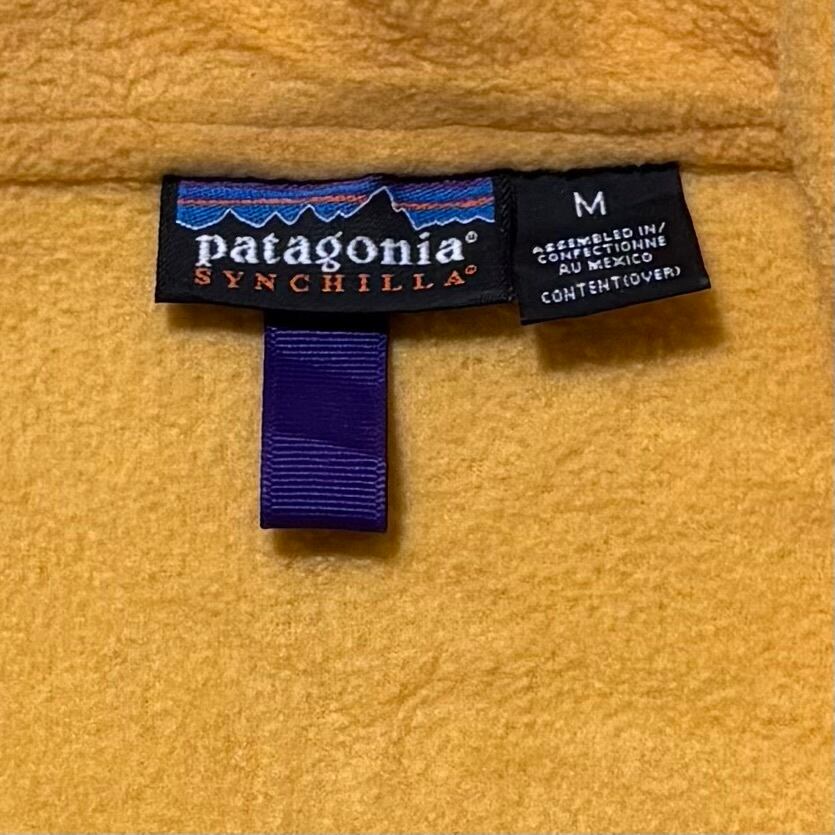 patagonia®
SYNCHILLA®
M
ASSEMBLED IN/
CONFECTIONNE
AU MEXICO
CONTENT(OVER)